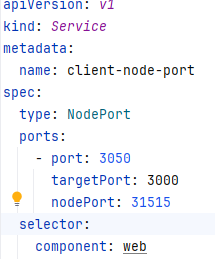 apiVersion: v1
kind: Service
metadata:
  name: client-node-port
spec:
  type: NodePort
  ports:
    - port: 3050
      targetPort: 3000
      nodePort: 31515
  selector:
    component: web